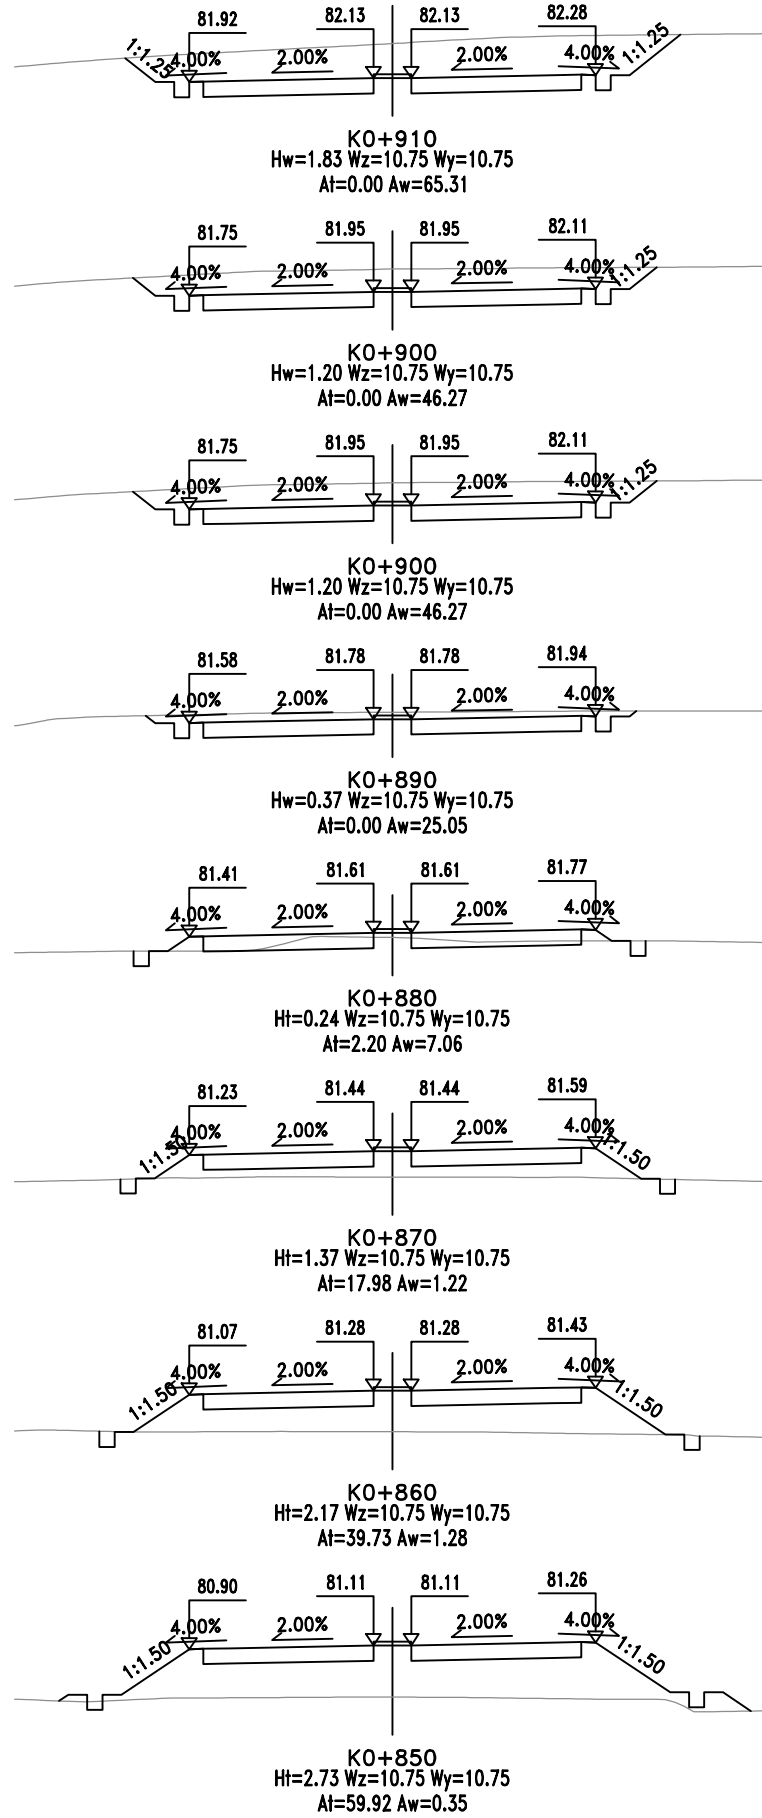 81.92 82.13 82.13 82.28
1:1.25 4.00% 2.00% 2.00% 4.00% 1:1.25
K0+910
Hw=1.83 Wz=10.75 Wy=10.75
At=0.00 Aw=65.31
81.75 81.95 81.95 82.11
4.00% 2.00% 2.00% 4.00% 1:1.25
K0+900
Hw=1.20 Wz=10.75 Wy=10.75
At=0.00 Aw=46.27
81.75 81.95 81.95 82.11
4.00% 2.00% 2.00% 4.00% 1:1.25
K0+900
Hw=1.20 Wz=10.75 Wy=10.75
At=0.00 Aw=46.27
81.58 81.78 81.78 81.94
4.00% 2.00% 2.00% 4.00%
K0+890
Hw=0.37 Wz=10.75 Wy=10.75
At=0.00 Aw=25.05
81.41 81.61 81.61 81.77
4.00% 2.00% 2.00% 4.00%
K0+880
Ht=0.24 Wz=10.75 Wy=10.75
At=2.20 Aw=7.06
81.23 81.44 81.44 81.59
1:1.50 4.00% 2.00% 2.00% 4.00% 1:1.50
K0+870
Ht=1.37 Wz=10.75 Wy=10.75
At=17.98 Aw=1.22
81.07 81.28 81.28 81.43
1:1.50 4.00% 2.00% 2.00% 4.00% 1:1.50
K0+860
Ht=2.17 Wz=10.75 Wy=10.75
At=39.73 Aw=1.28
80.90 81.11 81.11 81.26
1:1.50 4.00% 2.00% 2.00% 4.00% 1:1.50
K0+850
Ht=2.73 Wz=10.75 Wy=10.75
At=59.92 Aw=0.35